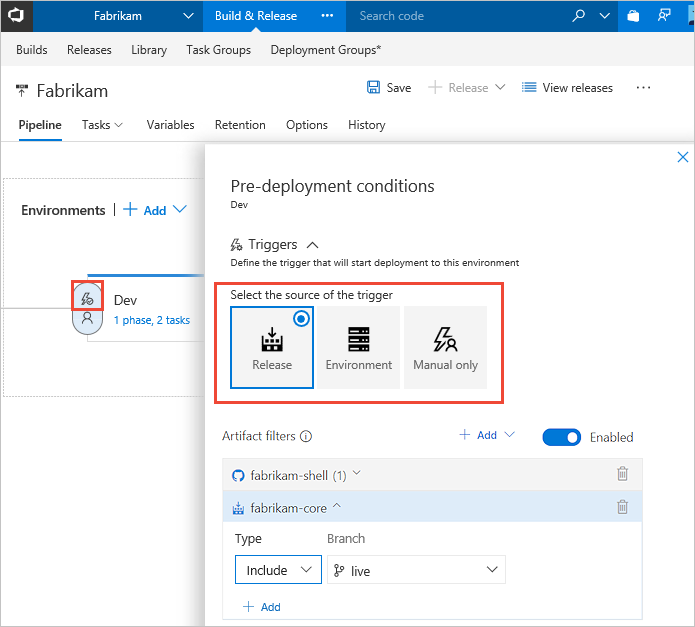 Fabrikam Build & Release ··· Search code
Builds Releases Library Task Groups Deployment Groups*
Fabrikam Save Release View releases ···
Pipeline Tasks Variables Retention Options History
Environments | + Add
Dev
1 phase, 2 tasks
Pre-deployment conditions
Dev
Triggers
Define the trigger that will start deployment to this environment
Select the source of the trigger
Release Environment Manual only
Artifact filters + Add Enabled
fabrikam-shell (1)
fabrikam-core
Type Branch
Include live
+ Add